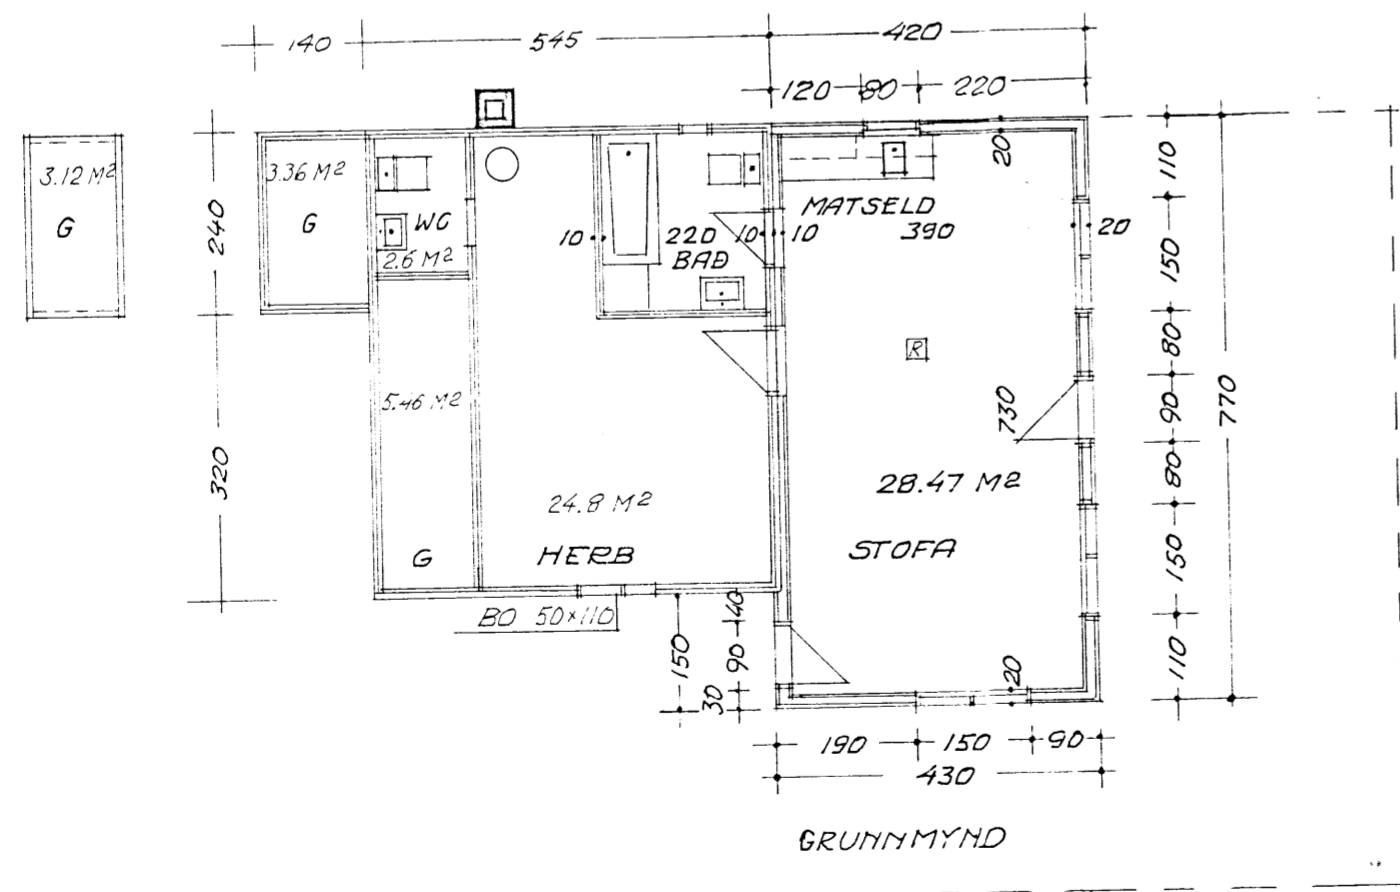 140 545 420
120 80 220
3.12 M²
G
3.36 M²
G
WC
2.6 M²
10 220 10 10
BAÐ
MATSELD
390
20
20
R
5.46 M²
G
24.8 M²
HERB
730
28.47 M²
STOFA
BO 50×110
240
320
110
150
80
90
80
150
110
770
40
90
30
150
20
190 150 90
430
GRUNNMYND